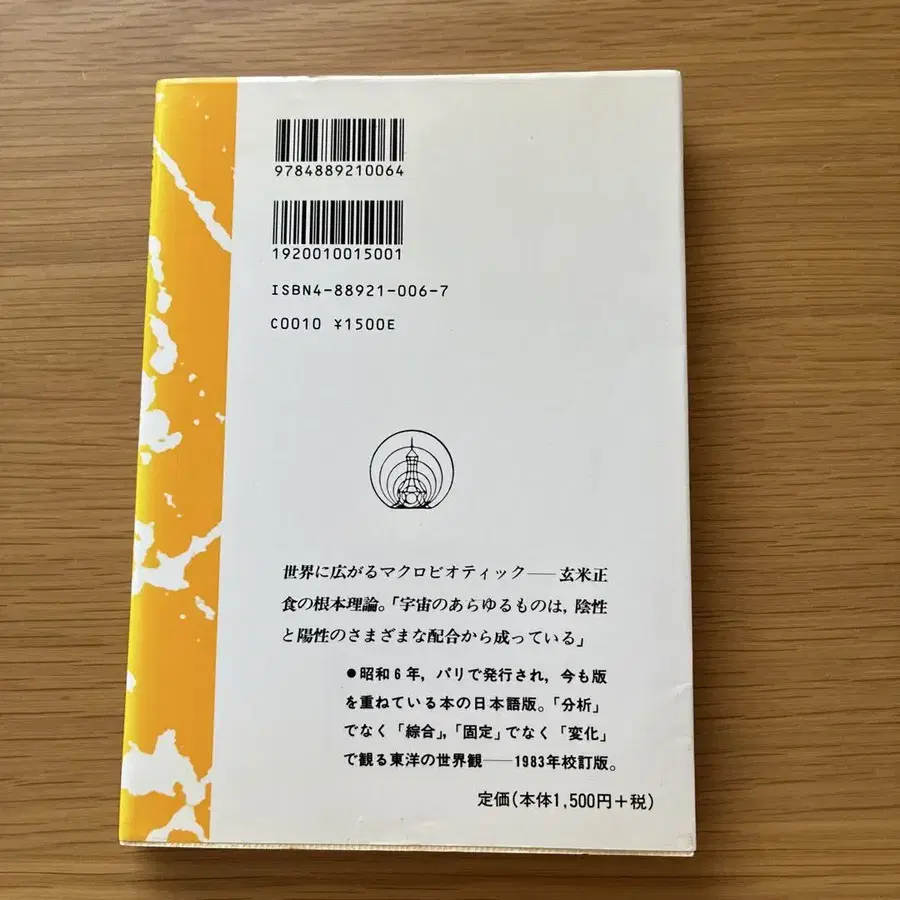 9784889210064
1920010015001
ISBN4-88921-006-7
C0010 ¥1500E
世界に広がるマクロビオティック──玄米正
食の根本理論。「宇宙のあらゆるものは，陰性
と陽性のさまざまな配合から成っている」
●昭和6年，パリで発行され，今も版
を重ねている本の日本語版。「分析」
でなく「綜合」，「固定」でなく「変化」
で観る東洋の世界観──1983年校訂版。
定価(本体1,500円+税)